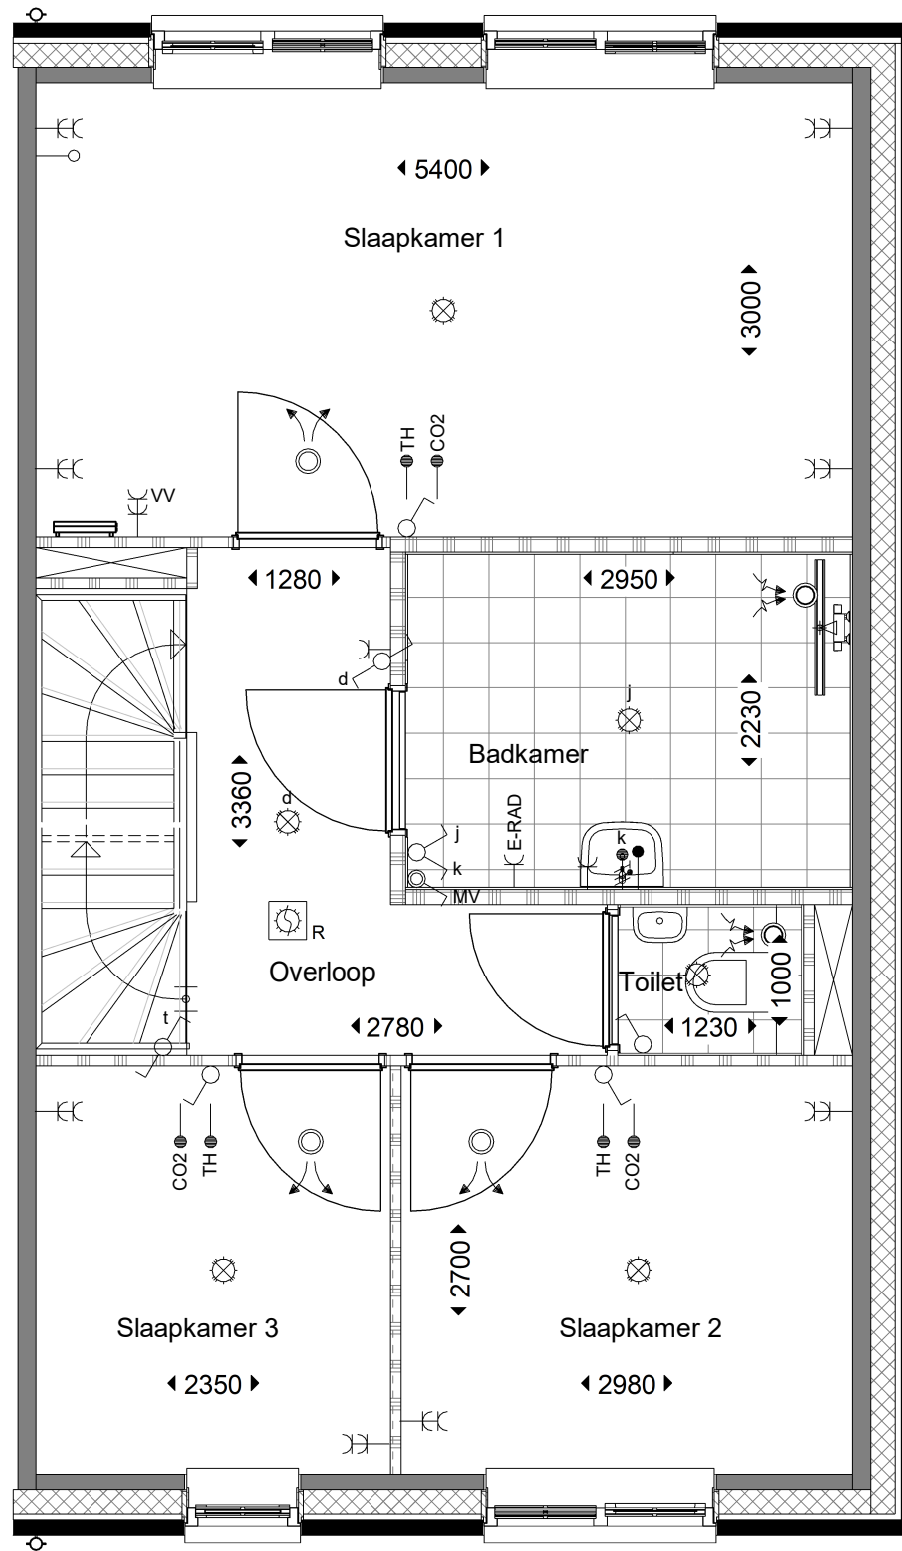 5400
Slaapkamer 1
3000
TH
CO2
VV
1280
2950
d
j
2230
Badkamer
3360
d
E-RAD
j
k
k
MV
R
Overloop
Toilet
1000
t
2780
1230
CO2
TH
TH
CO2
2700
Slaapkamer 3
Slaapkamer 2
2350
2980